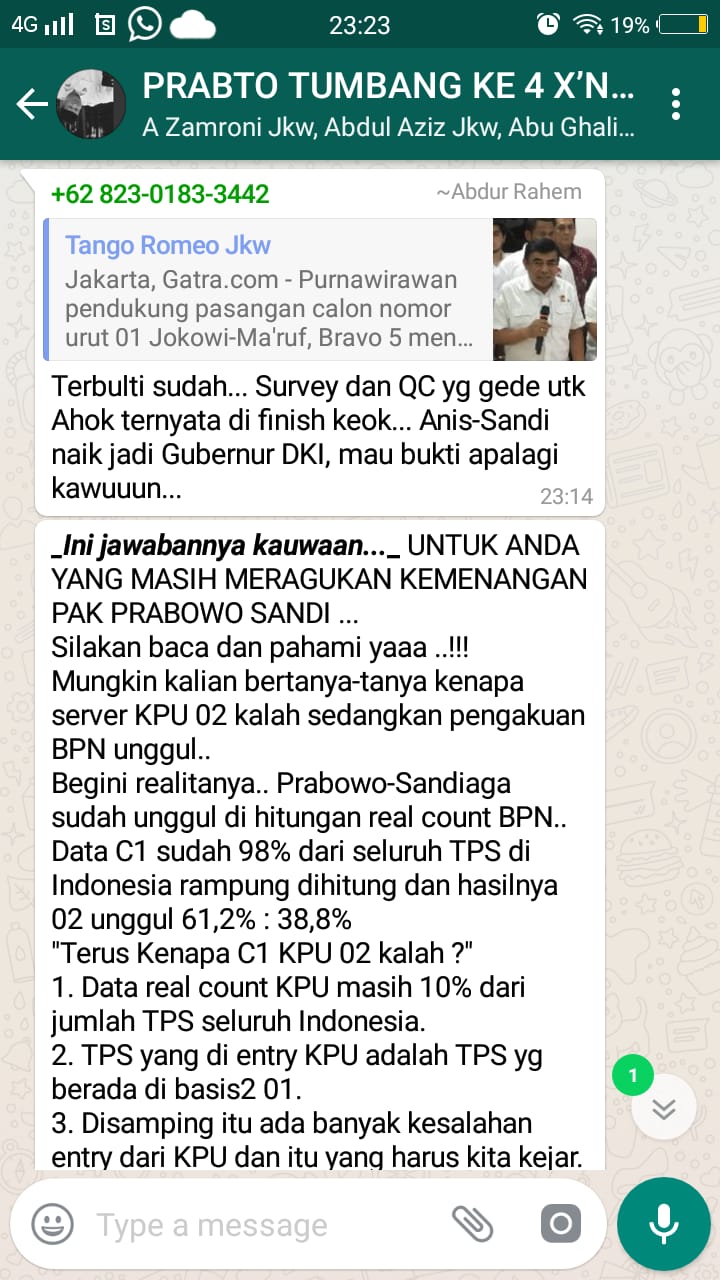 4G
23:23
19%
PRABTO TUMBANG KE 4 X’N...
A Zamroni Jkw, Abdul Aziz Jkw, Abu Ghali...
+62 823-0183-3442
~Abdur Rahem
Tango Romeo Jkw
Jakarta, Gatra.com - Purnawirawan
pendukung pasangan calon nomor
urut 01 Jokowi-Ma'ruf, Bravo 5 men...
Terbulti sudah... Survey dan QC yg gede utk
Ahok ternyata di finish keok... Anis-Sandi
naik jadi Gubernur DKI, mau bukti apalagi
kawuuun...
23:14
_Ini jawabannya kauwaan..._ UNTUK ANDA
YANG MASIH MERAGUKAN KEMENANGAN
PAK PRABOWO SANDI ...
Silakan baca dan pahami yaaa ..!!!
Mungkin kalian bertanya-tanya kenapa
server KPU 02 kalah sedangkan pengakuan
BPN unggul..
Begini realitanya.. Prabowo-Sandiaga
sudah unggul di hitungan real count BPN..
Data C1 sudah 98% dari seluruh TPS di
Indonesia rampung dihitung dan hasilnya
02 unggul 61,2% : 38,8%
"Terus Kenapa C1 KPU 02 kalah ?"
1. Data real count KPU masih 10% dari
jumlah TPS seluruh Indonesia.
2. TPS yang di entry KPU adalah TPS yg
berada di basis2 01.
3. Disamping itu ada banyak kesalahan
entry dari KPU dan itu yang harus kita kejar.
1
Type a message